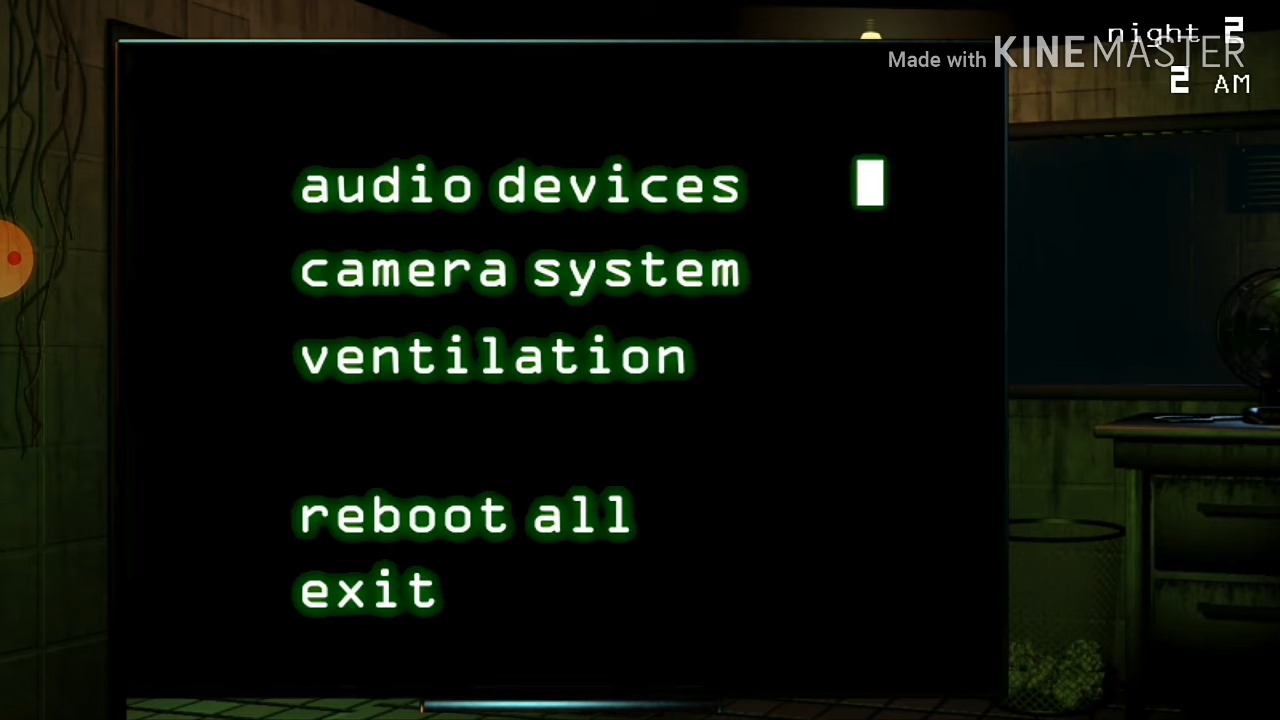 night 2
Made with KINEMASTER
2 AM
audio devices
camera system
ventilation
reboot all
exit